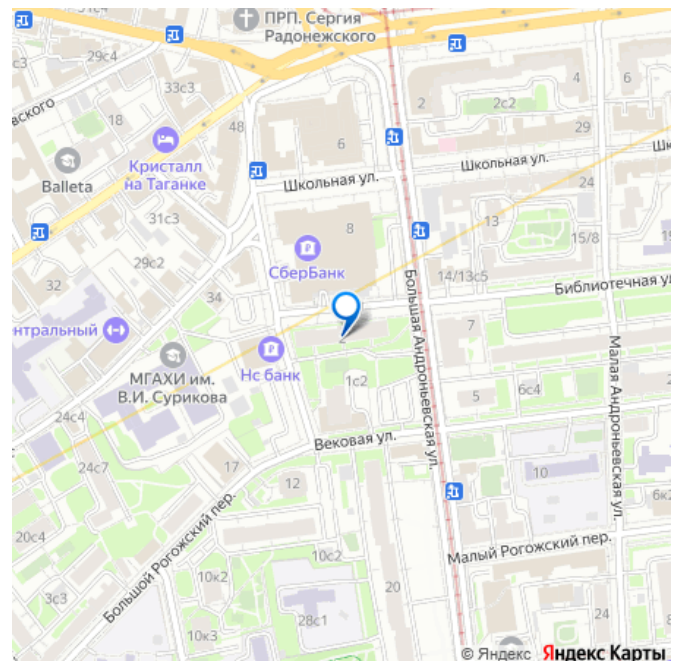 ПРП. Сергия
Радонежского
29с4
33с3
4
6
с3
2
2с2
вского
18
48
6
29
Кристалл
на Таганке
Школьная ул.
Balleta
Школьная ул.
24
31с3
8
13
15/8
СберБанк
29с2
32
14/13с5
Библиотечная ул
34
Большая Андроньевская ул.
нтральный
2
7
Нс банк
МГАХИ им.
В.И. Сурикова
1с2
6с4
5
Малая Андроньевская ул.
24с4
Вековая ул.
24с7
17
12
10
6к2
Большой Рогожский пер.
20с4
Малый Рогожский пер.
10с2
10к2
20
3с3
28с1
24
10к3
© Яндекс Яндекс Карты